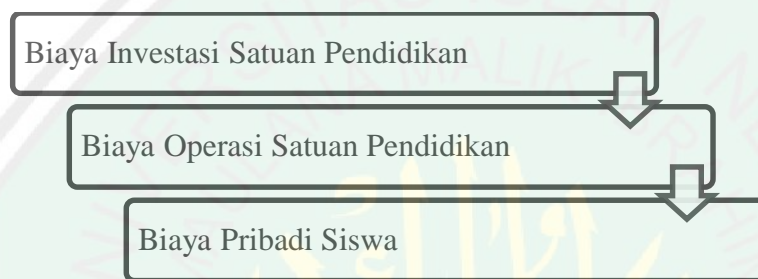 Biaya Investasi Satuan Pendidikan
Biaya Operasi Satuan Pendidikan
Biaya Pribadi Siswa